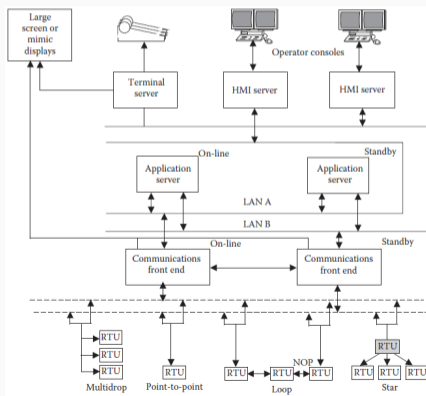 Large
screen or
mimic
displays
Operator consoles
Terminal
server
HMI server
HMI server
On-line
Standby
Application
server
Application
server
LAN A
LAN B
On-line
Standby
Communications
front end
Communications
front end
RTU
RTU
RTU
Multidrop
RTU
Point-to-point
RTU
RTU
NOP
RTU
Loop
RTU
RTU
RTU
RTU
Star